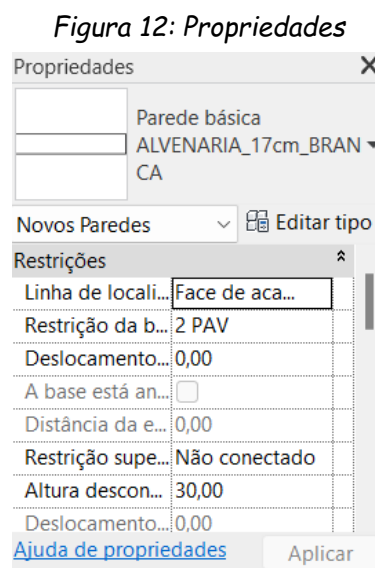 Figura 12: Propriedades
Propriedades
Parede básica
ALVENARIA_17cm_BRAN
CA
Novos Paredes Editar tipo
Restrições
Linha de locali... Face de aca...
Restrição da b... 2 PAV
Deslocamento... 0,00
A base está an...
Distância da e... 0,00
Restrição supe... Não conectado
Altura descon... 30,00
Deslocamento... 0,00
Ajuda de propriedades Aplicar